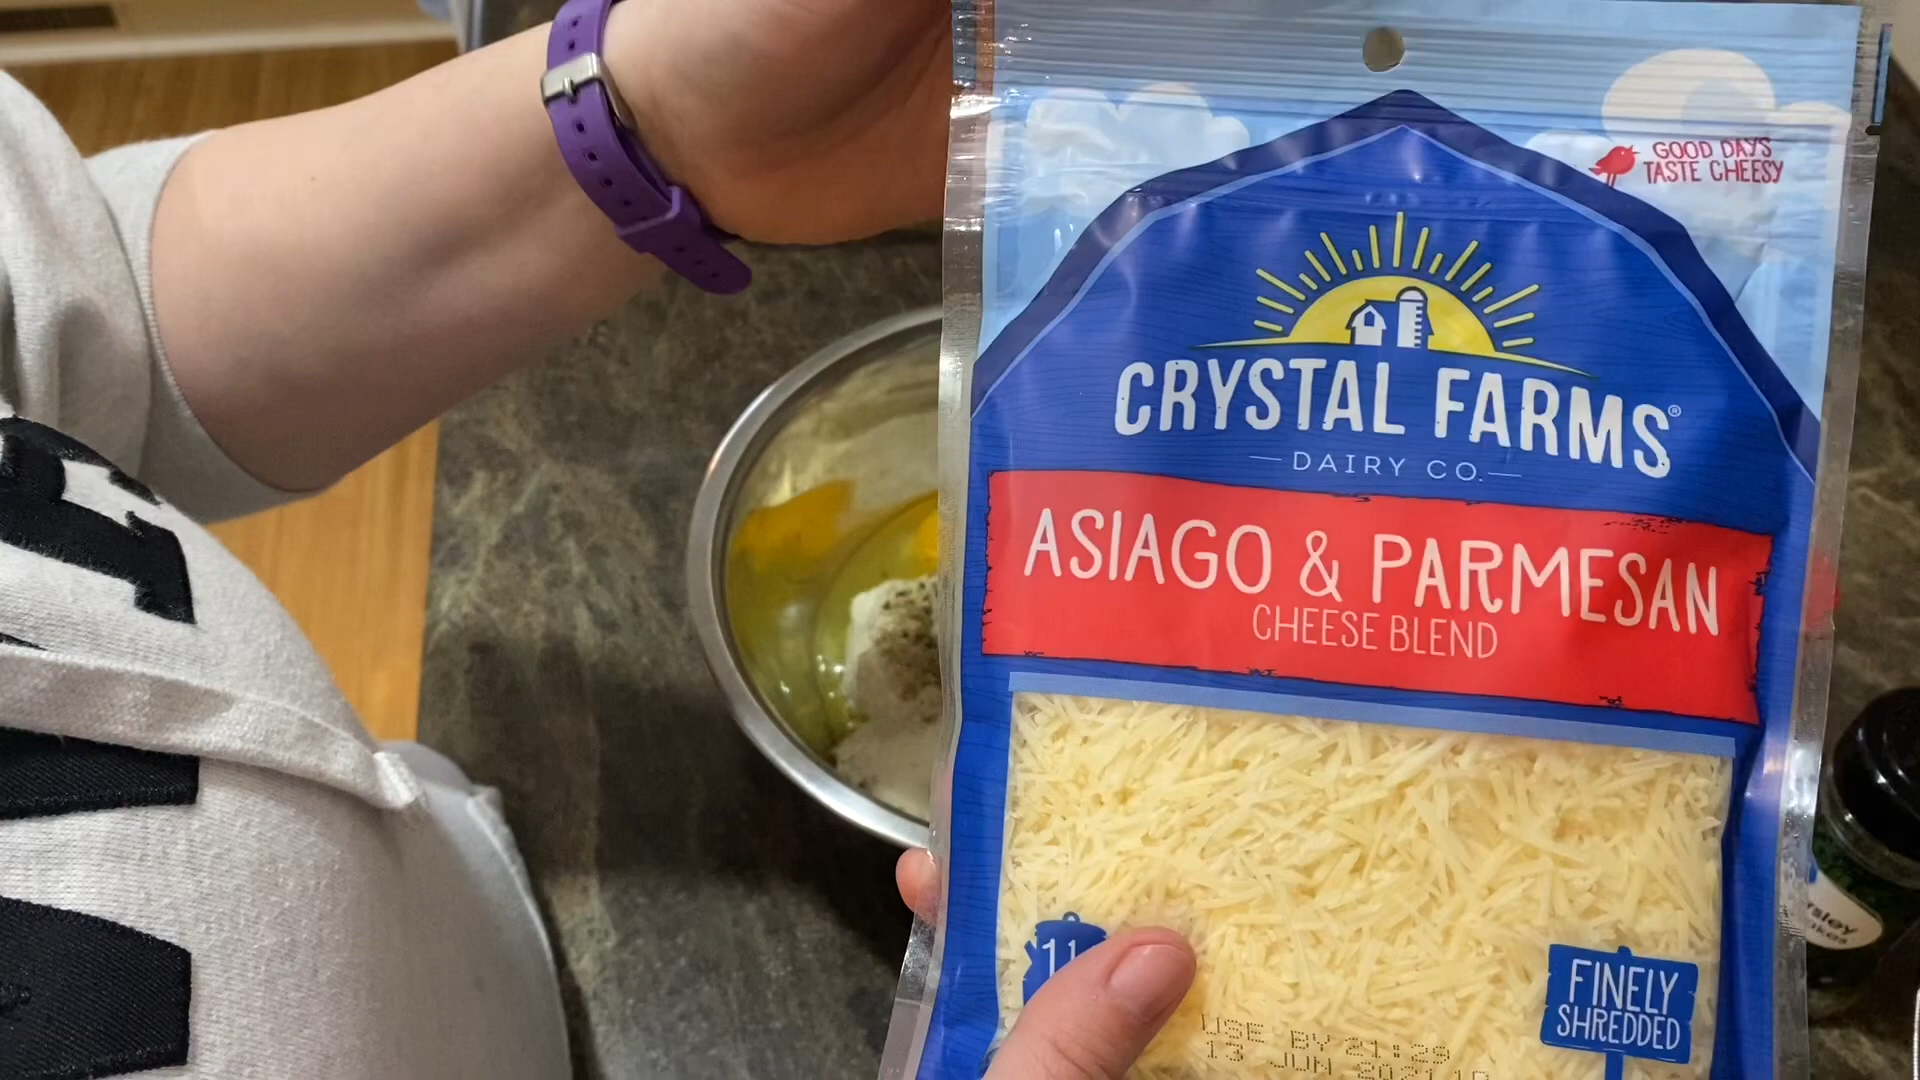 GOOD DAYS
TASTE CHEESY
CRYSTAL FARMS®
DAIRY CO.
ASIAGO & PARMESAN
CHEESE BLEND
11
FINELY
SHREDDED
USE BY 21:29
13 JUN 2021